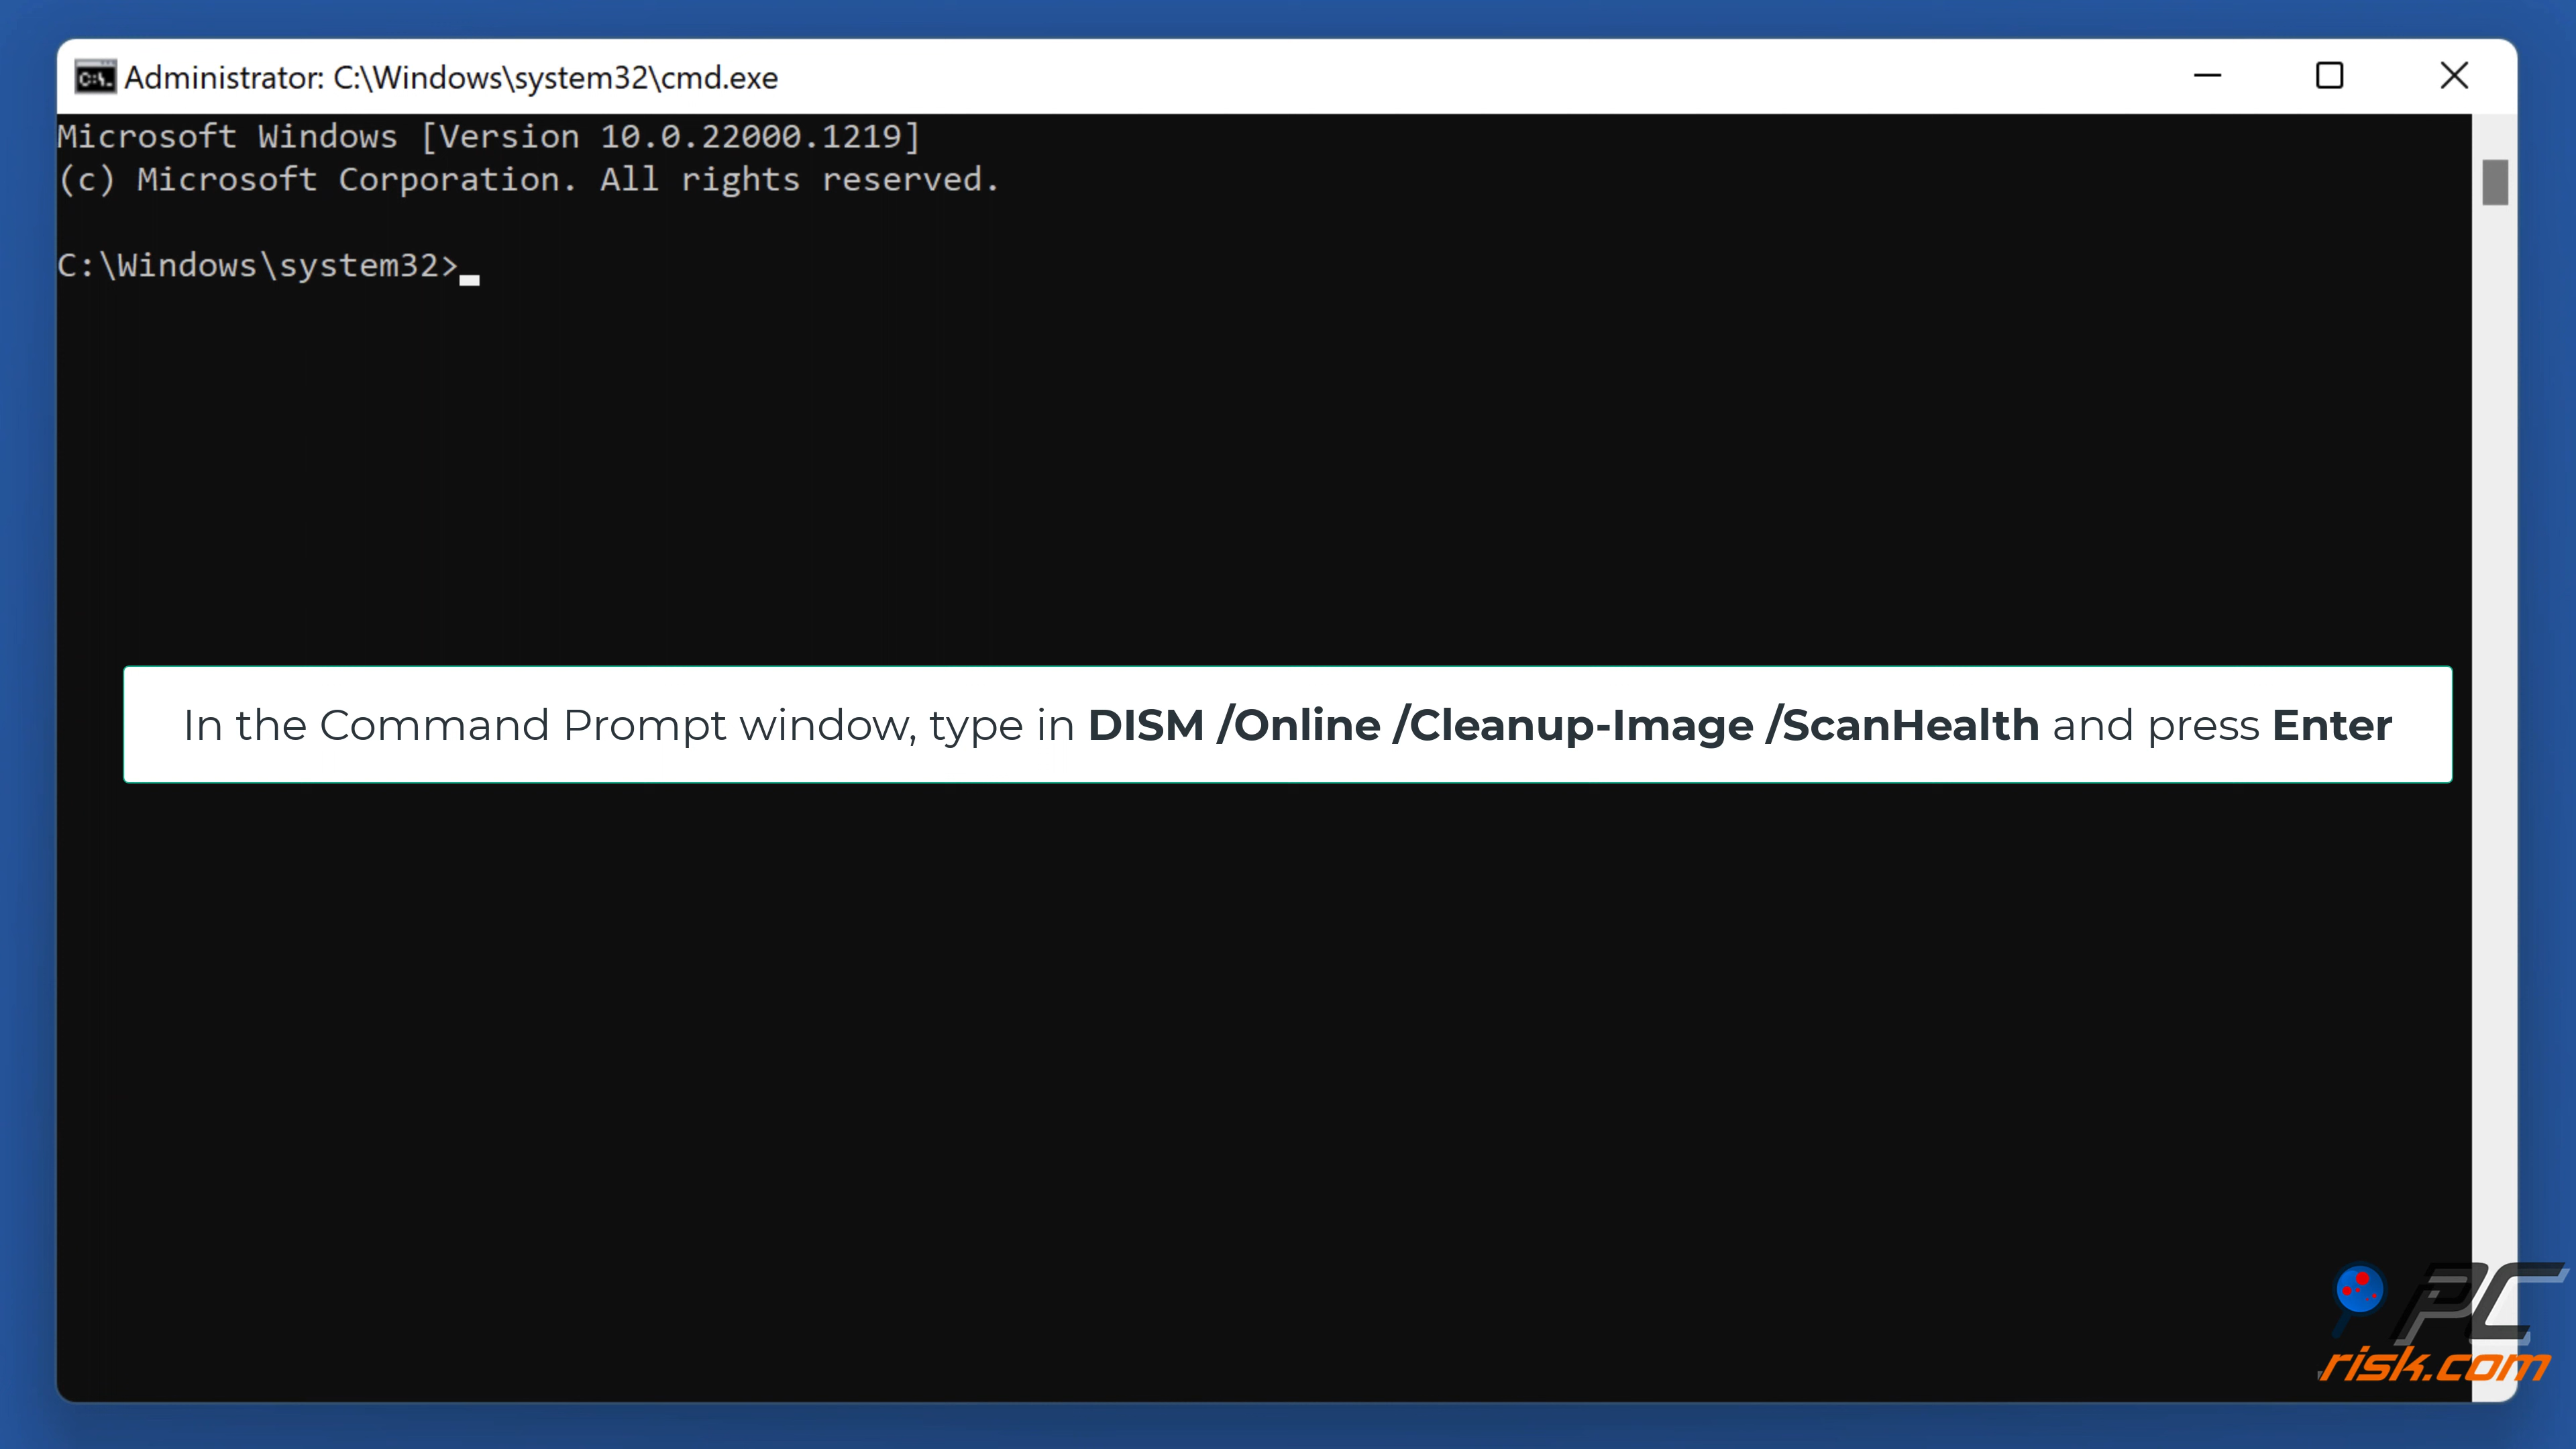 Administrator: C:\Windows\system32\cmd.exe
Microsoft Windows [Version 10.0.22000.1219]
(c) Microsoft Corporation. All rights reserved.
C:\Windows\system32>
In the Command Prompt window, type in DISM /Online /Cleanup-Image /ScanHealth and press Enter
PC
risk.com